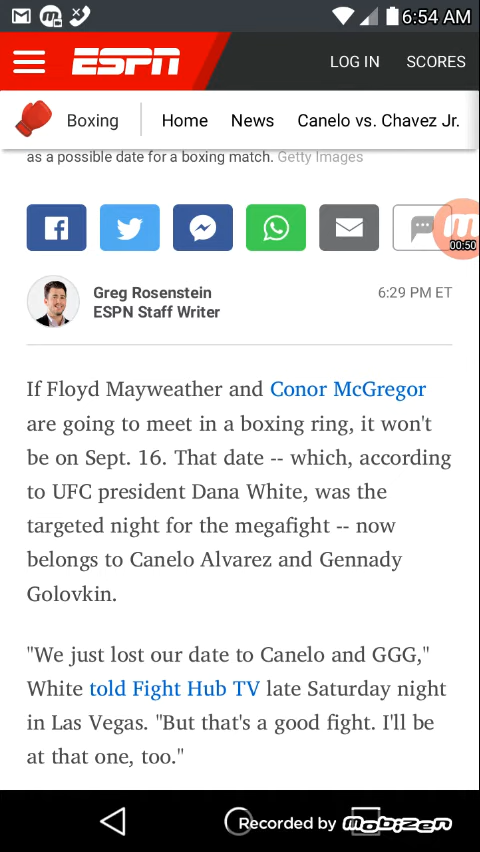 6:54 AM
ESPN
LOG IN
SCORES
Boxing
Home
News
Canelo vs. Chavez Jr.
as a possible date for a boxing match. Getty Images
00:50
Greg Rosenstein
6:29 PM ET
ESPN Staff Writer
If Floyd Mayweather and Conor McGregor
are going to meet in a boxing ring, it won't
be on Sept. 16. That date -- which, according
to UFC president Dana White, was the
targeted night for the megafight -- now
belongs to Canelo Alvarez and Gennady
Golovkin.
"We just lost our date to Canelo and GGG,"
White told Fight Hub TV late Saturday night
in Las Vegas. "But that's a good fight. I'll be
at that one, too."
Recorded by Mobizen